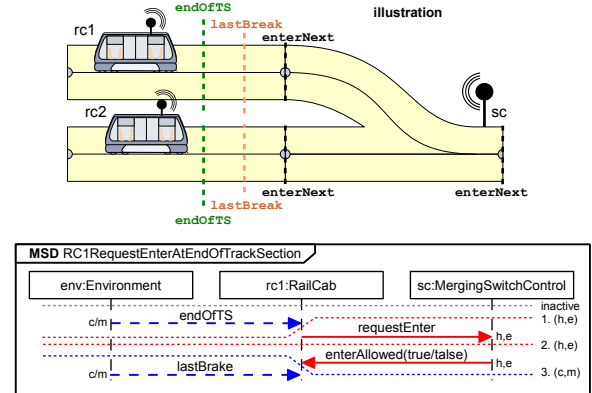 endOfTS
illustration
lastBreak
rc1
enterNext
rc2
sc
enterNext
enterNext
lastBreak
endOfTS
MSD RC1RequestEnterAtEndOfTrackSection
env:Environment
rc1:RailCab
sc:MergingSwitchControl
inactive
c/m
endOfTS
1. (h,e)
requestEnter
h,e
2. (h,e)
enterAllowed(true/talse)
h,e
c/m
lastBrake
3. (c,m)